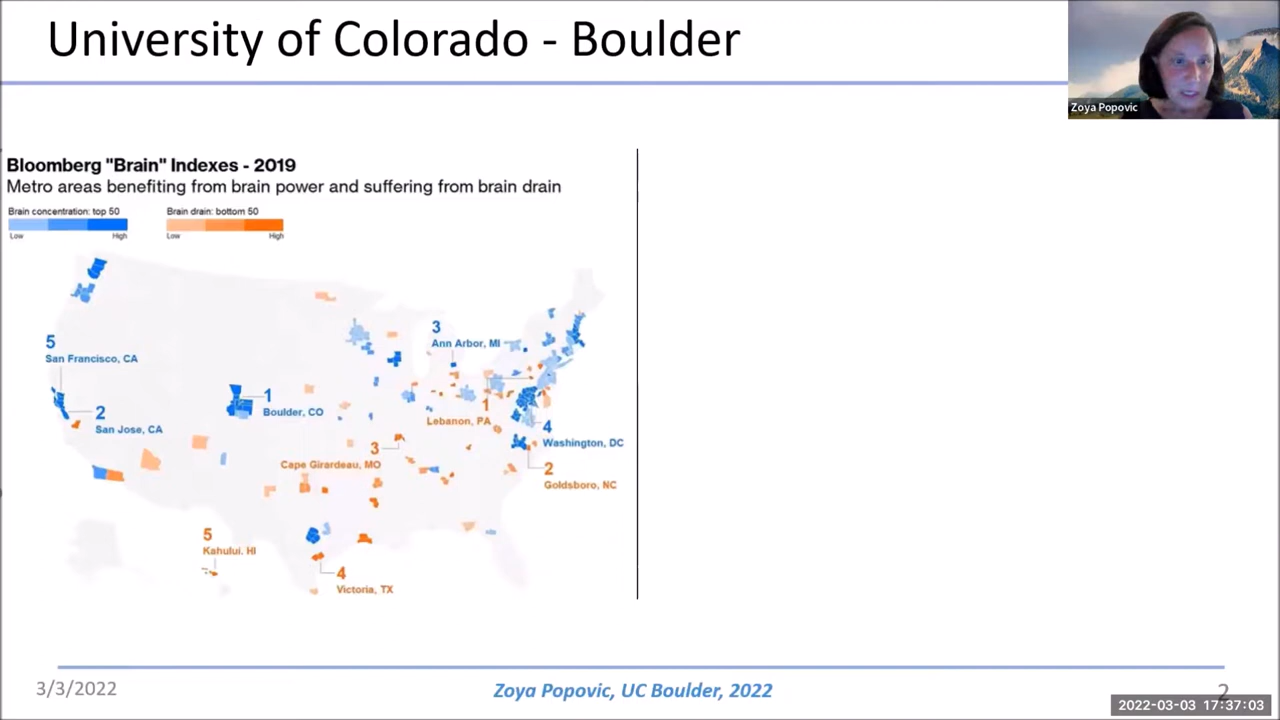 University of Colorado - Boulder
Zoya Popovic
Bloomberg "Brain" Indexes - 2019
Metro areas benefiting from brain power and suffering from brain drain
Brain concentration: top 50
Low High
Brain drain: bottom 50
Low High
5
San Francisco, CA
3
Ann Arbor, MI
1
Boulder, CO
2
San Jose, CA
1
Lebanon, PA
4
Washington, DC
3
Cape Girardeau, MO
2
Goldsboro, NC
5
Kahului. HI
4
Victoria, TX
3/3/2022
Zoya Popovic, UC Boulder, 2022
2
2022-03-03 17:37:03